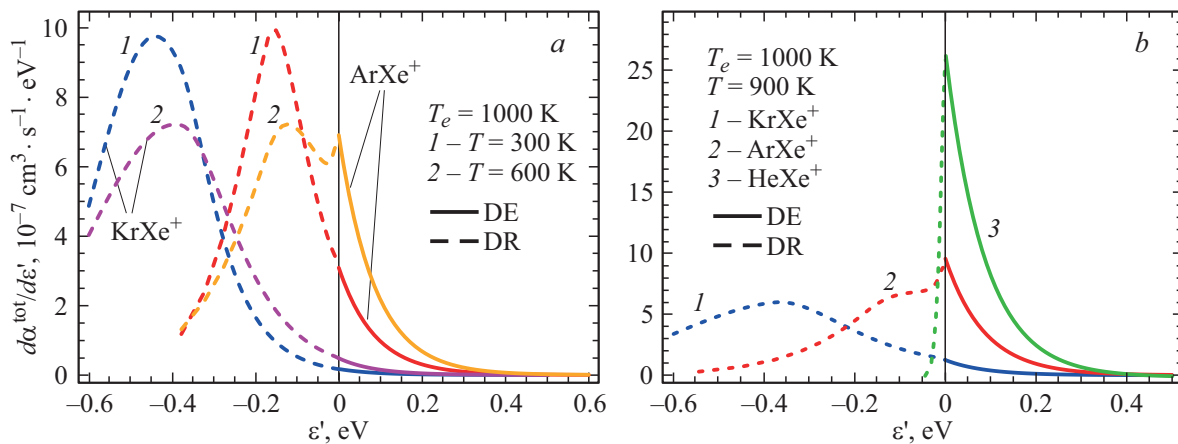 dα^tot/dε', 10^−7 cm^3 · s^−1 · eV^−1
10
8
6
4
2
0
1
1
a
2
2
ArXe+
KrXe+
T_e = 1000 K
1 – T = 300 K
2 – T = 600 K
DE
DR
−0.6
−0.4
−0.2
0
0.2
0.4
0.6
ε', eV
25
20
15
10
5
0
b
T_e = 1000 K
T = 900 K
1 – KrXe+
2 – ArXe+
3 – HeXe+
DE
DR
3
2
1
−0.6
−0.4
−0.2
0
0.2
0.4
ε', eV